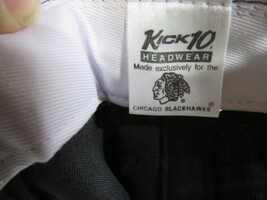 KICK10.
HEADWEAR
Made exclusively for the
CHICAGO BLACKHAWKS